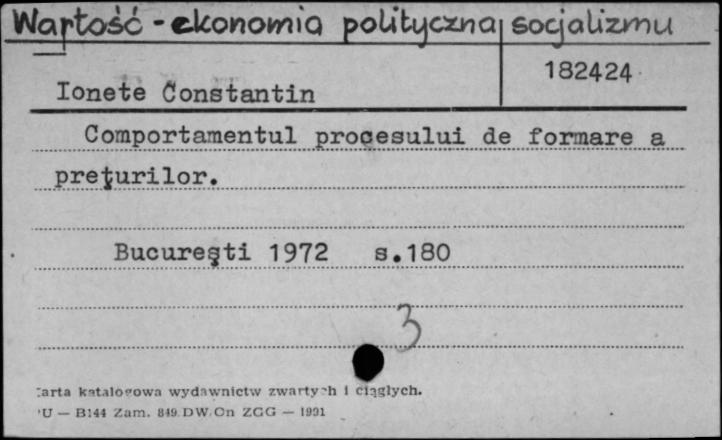 Wartość - ekonomia polityczna socjalizmu
182424
Ionete Constantin
Comportamentul procesului de formare a
preţurilor.
Bucureşti 1972 s.180
3
arta katalogowa wydawnictw zwartych i ciągłych.
U — B144 Zam. 849 DW.On ZGG — 1991